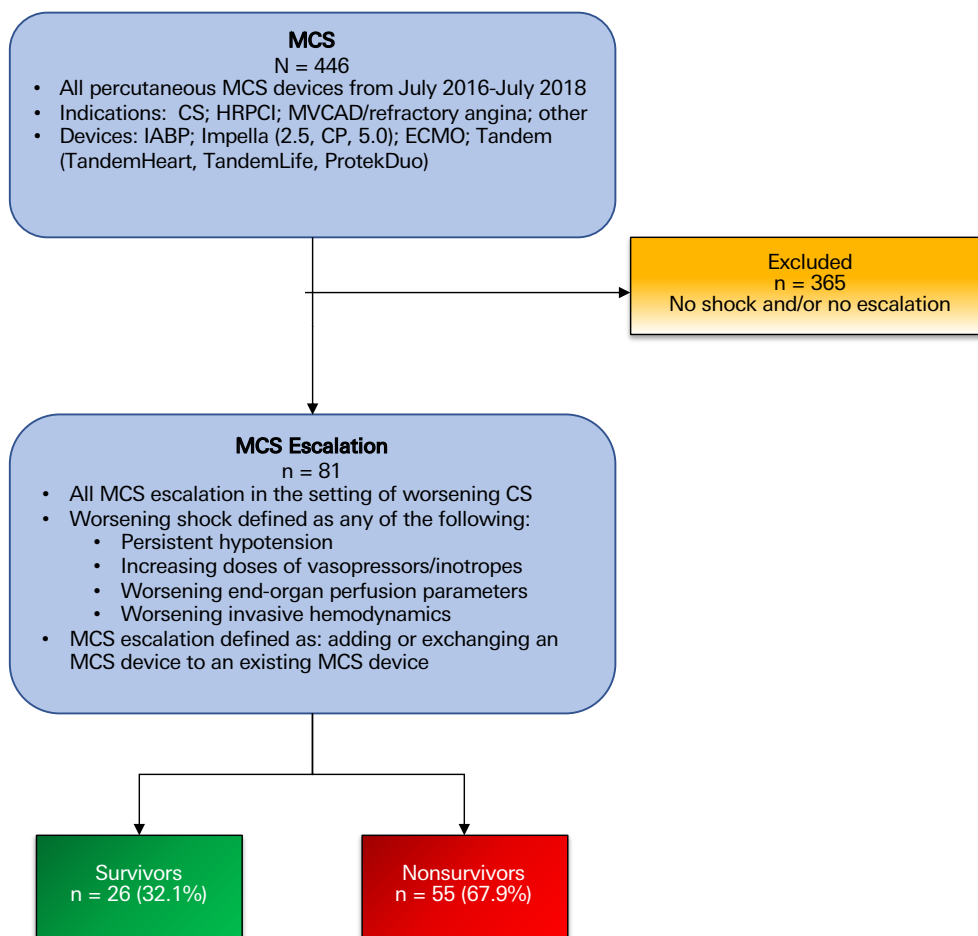 MCS
N = 446
• All percutaneous MCS devices from July 2016-July 2018
• Indications: CS; HRPCI; MVCAD/refractory angina; other
• Devices: IABP; Impella (2.5, CP, 5.0); ECMO; Tandem
(TandemHeart, TandemLife, ProtekDuo)
Excluded
n = 365
No shock and/or no escalation
MCS Escalation
n = 81
• All MCS escalation in the setting of worsening CS
• Worsening shock defined as any of the following:
• Persistent hypotension
• Increasing doses of vasopressors/inotropes
• Worsening end-organ perfusion parameters
• Worsening invasive hemodynamics
• MCS escalation defined as: adding or exchanging an
MCS device to an existing MCS device
Survivors
n = 26 (32.1%)
Nonsurvivors
n = 55 (67.9%)